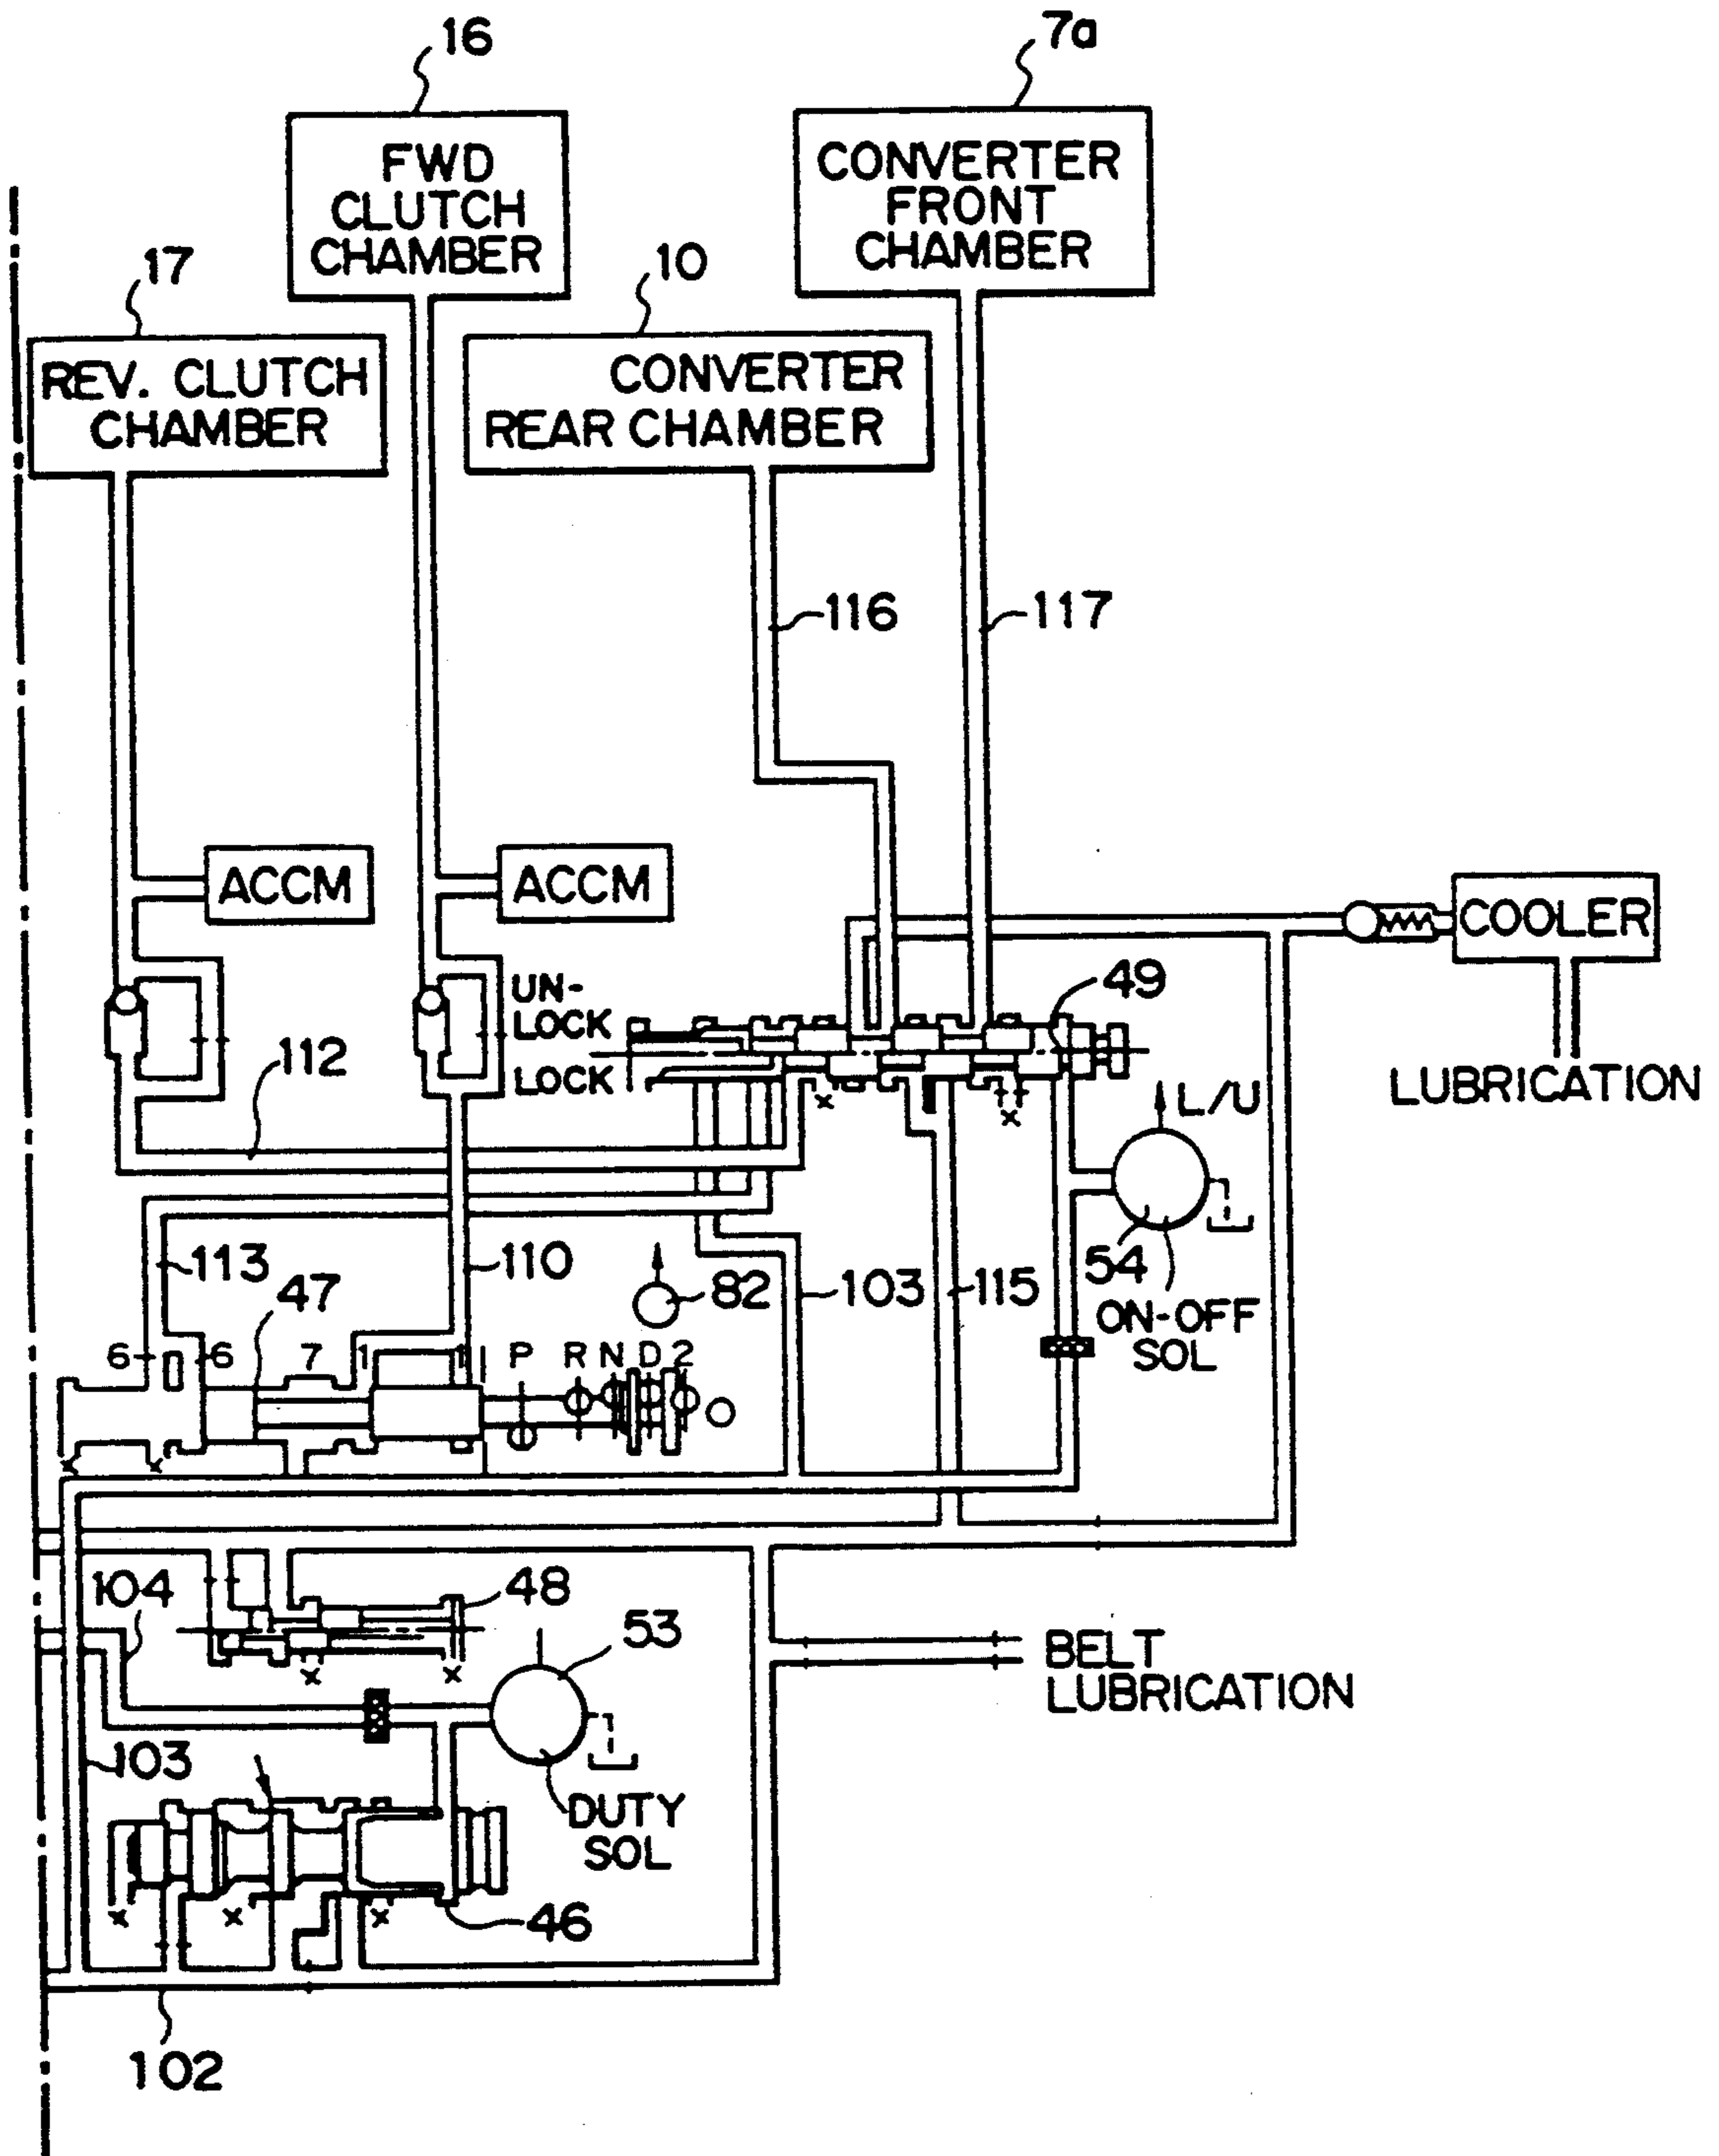 16
7a
FWD
CLUTCH
CHAMBER
CONVERTER
FRONT
CHAMBER
17
10
REV. CLUTCH
CHAMBER
CONVERTER
REAR CHAMBER
116
117
ACCM
ACCM
COOLER
UN-
LOCK
49
112
LOCK
LUBRICATION
L/U
113
47
110
82
103
115
54
ON-OFF
SOL
6
6
7
1
1
P
R
N
D
2
104
48
53
BELT
LUBRICATION
103
DUTY
SOL
46
102